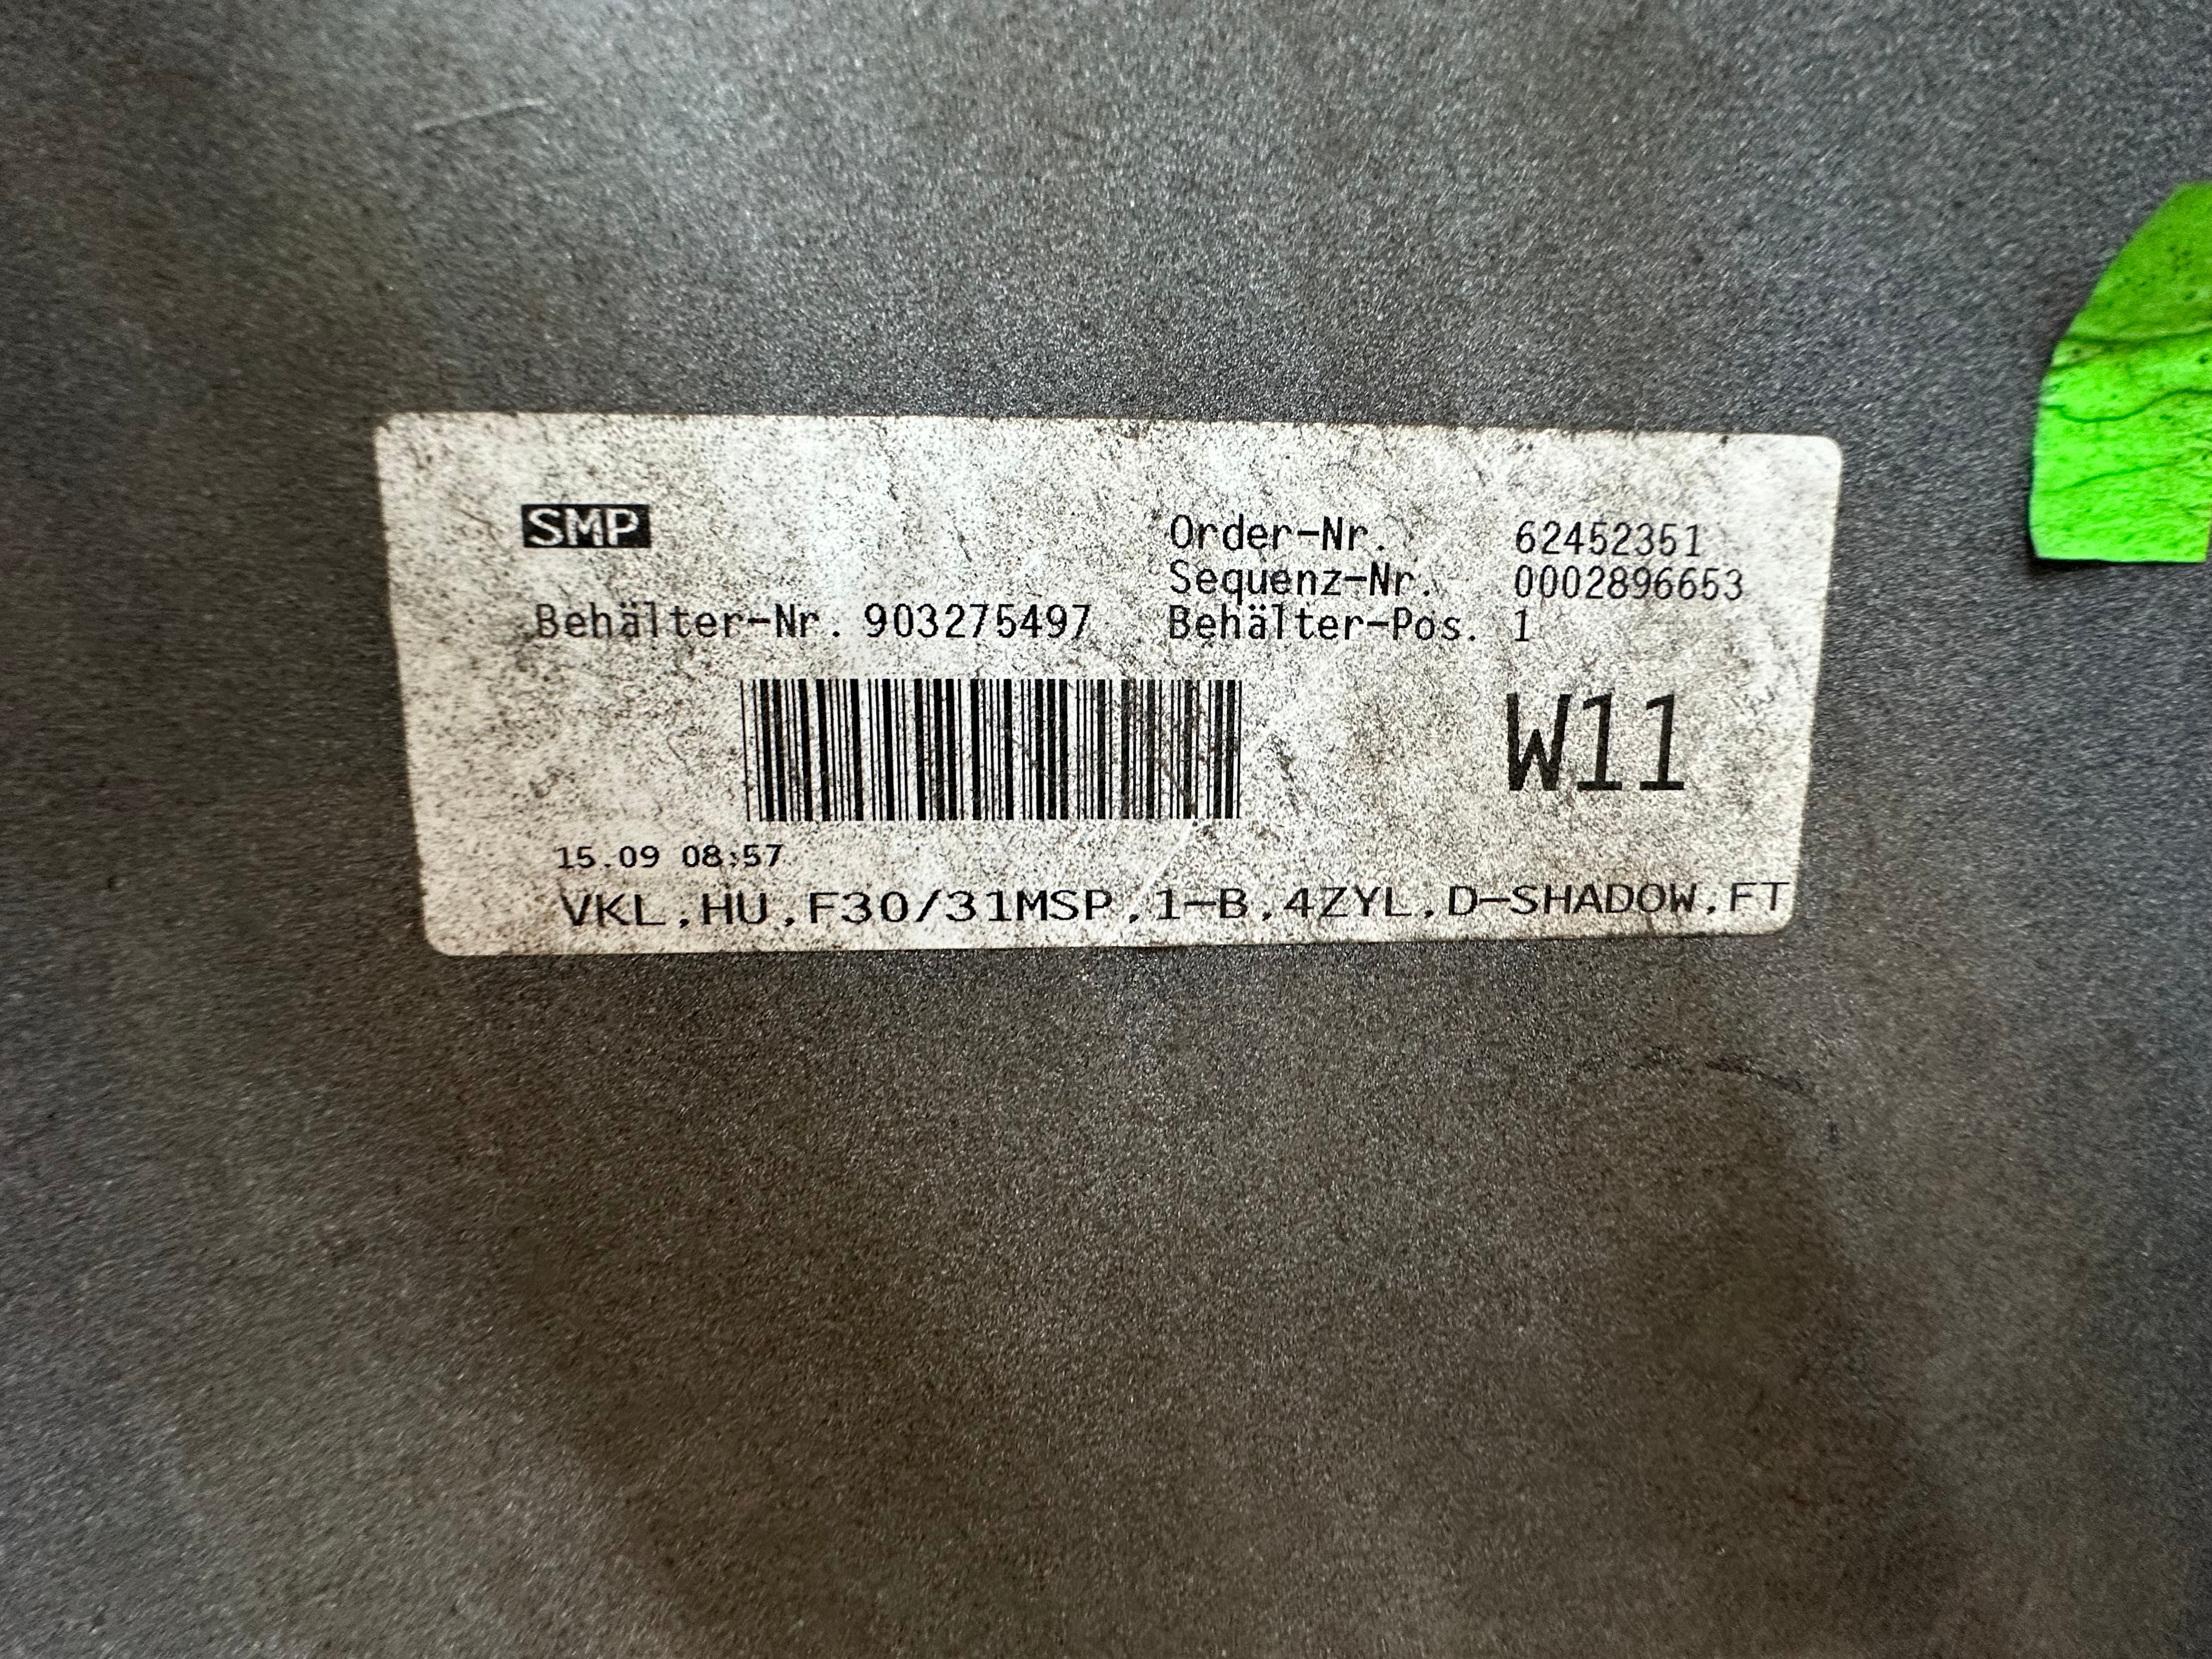 SMP
Order-Nr. 62452351
Sequenz-Nr. 0002896653
Behälter-Nr. 903275497 Behälter-Pos. 1
W11
15.09 08:57
VKL,HU,F30/31MSP,1-B,4ZYL,D-SHADOW,FT